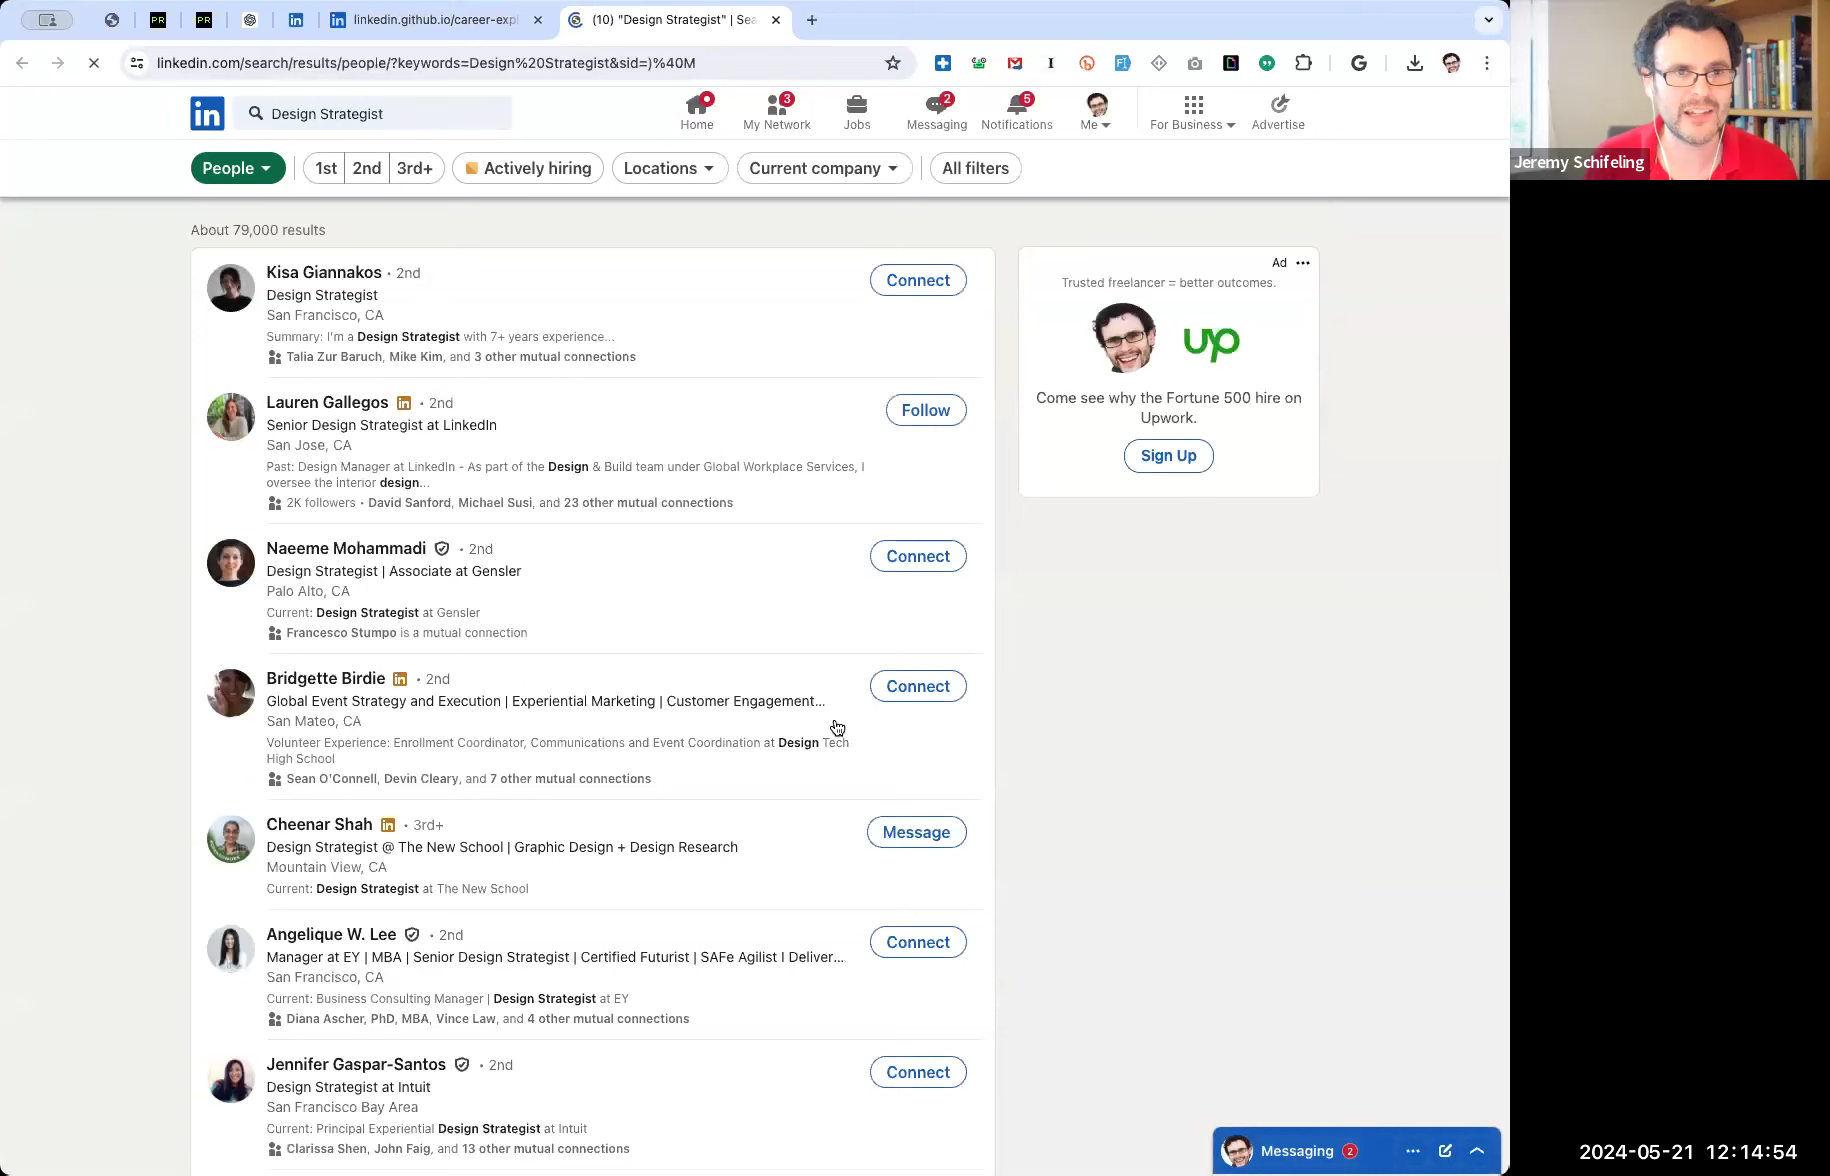 PR
PR
linkedin.github.io/career-expl
(10) "Design Strategist" | Sea
linkedin.com/search/results/people/?keywords=Design%20Strategist&sid=)%40M
in
Design Strategist
Home
3
My Network
Jobs
2
Messaging
5
Notifications
Me
For Business
Advertise
People
1st
2nd
3rd+
Actively hiring
Locations
Current company
All filters
Jeremy Schifeling
About 79,000 results
Kisa Giannakos • 2nd
Design Strategist
San Francisco, CA
Summary: I'm a Design Strategist with 7+ years experience...
Talia Zur Baruch, Mike Kim, and 3 other mutual connections
Connect
Lauren Gallegos in • 2nd
Senior Design Strategist at LinkedIn
San Jose, CA
Past: Design Manager at LinkedIn - As part of the Design & Build team under Global Workplace Services, I
oversee the interior design...
2K followers • David Sanford, Michael Susi, and 23 other mutual connections
Follow
Naeeme Mohammadi • 2nd
Design Strategist | Associate at Gensler
Palo Alto, CA
Current: Design Strategist at Gensler
Francesco Stumpo is a mutual connection
Connect
Bridgette Birdie in • 2nd
Global Event Strategy and Execution | Experiential Marketing | Customer Engagement...
San Mateo, CA
Volunteer Experience: Enrollment Coordinator, Communications and Event Coordination at Design Tech
High School
Sean O'Connell, Devin Cleary, and 7 other mutual connections
Connect
Cheenar Shah in • 3rd+
Design Strategist @ The New School | Graphic Design + Design Research
Mountain View, CA
Current: Design Strategist at The New School
Message
Angelique W. Lee • 2nd
Manager at EY | MBA | Senior Design Strategist | Certified Futurist | SAFe Agilist I Deliver...
San Francisco, CA
Current: Business Consulting Manager | Design Strategist at EY
Diana Ascher, PhD, MBA, Vince Law, and 4 other mutual connections
Connect
Jennifer Gaspar-Santos • 2nd
Design Strategist at Intuit
San Francisco Bay Area
Current: Principal Experiential Design Strategist at Intuit
Clarissa Shen, John Faig, and 13 other mutual connections
Connect
Ad
Trusted freelancer = better outcomes.
up
Come see why the Fortune 500 hire on
Upwork.
Sign Up
Messaging 2
2024-05-21 12:14:54